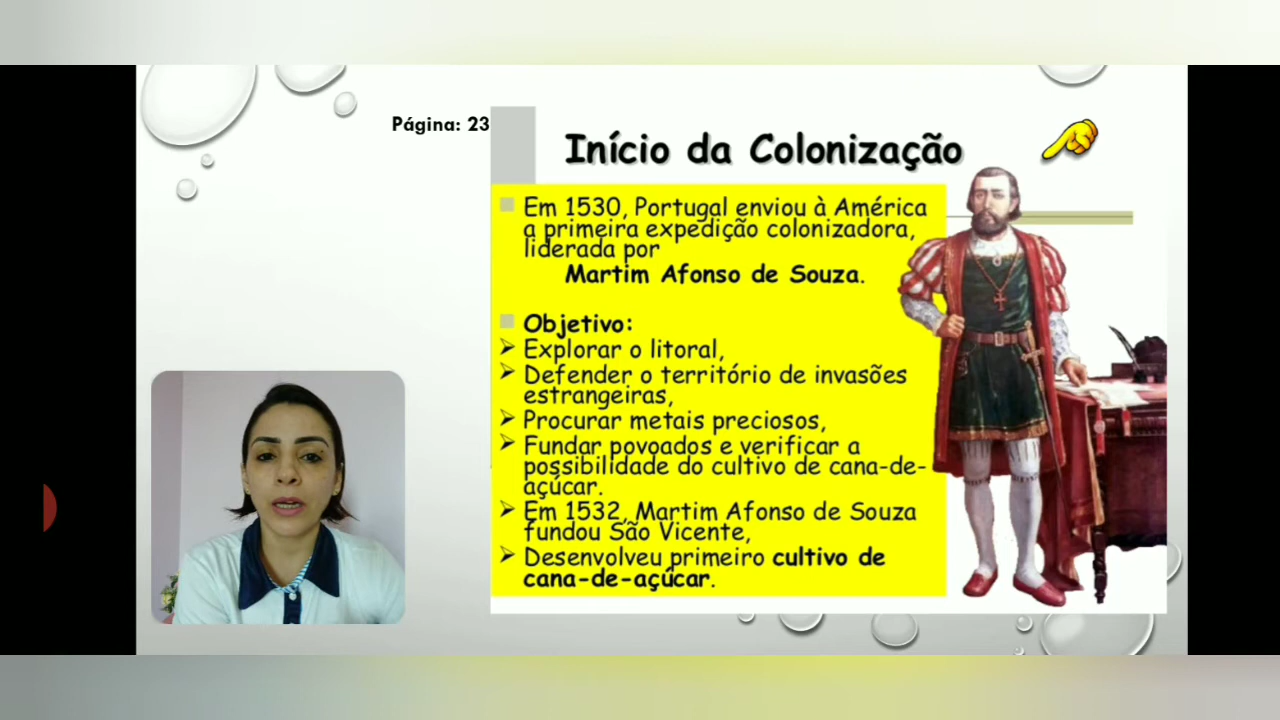 Página: 23
Início da Colonização
Em 1530, Portugal enviou à América
a primeira expedição colonizadora,
liderada por
Martim Afonso de Souza.
Objetivo:
Explorar o litoral,
Defender o território de invasões
estrangeiras,
Procurar metais preciosos,
Fundar povoados e verificar a
possibilidade do cultivo de cana-de-
açúcar.
Em 1532, Martim Afonso de Souza
fundou São Vicente,
Desenvolveu primeiro cultivo de
cana-de-açúcar.